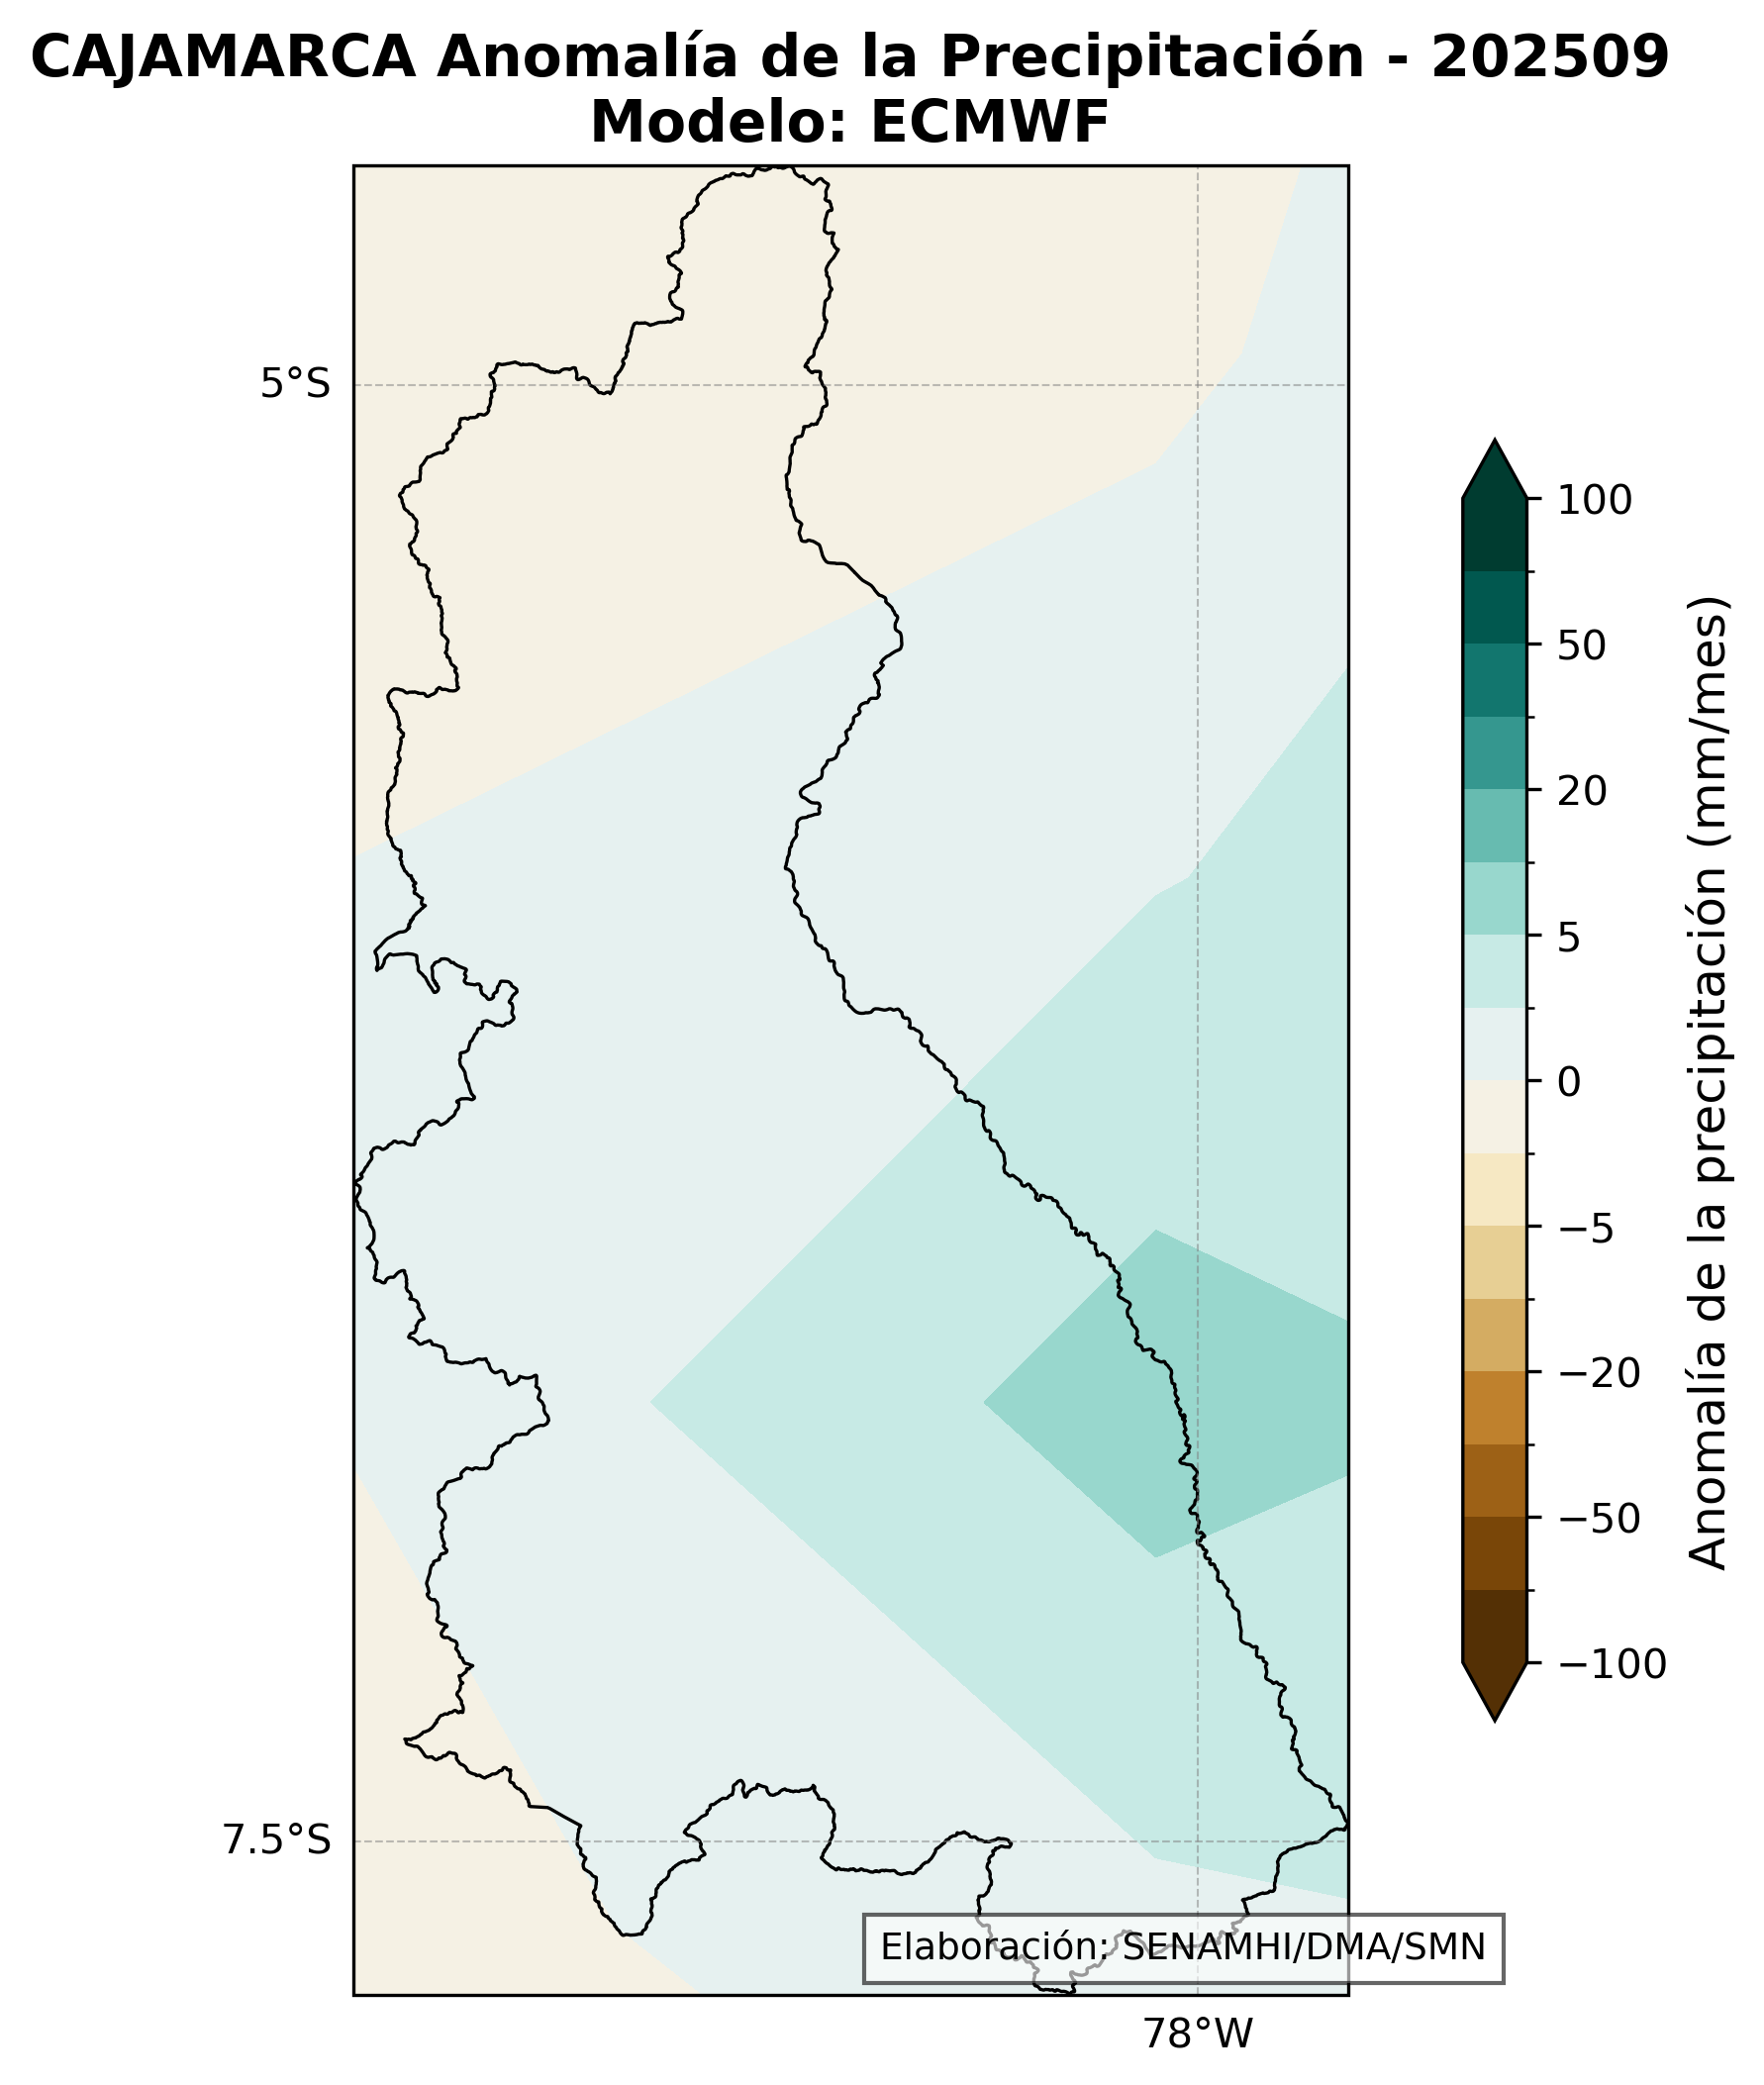 CAJAMARCA Anomalía de la Precipitación - 202509
Modelo: ECMWF
5°S
7.5°S
78°W
100
50
20
5
0
−5
−20
−50
−100
Anomalía de la precipitación (mm/mes)
Elaboración: SENAMHI/DMA/SMN